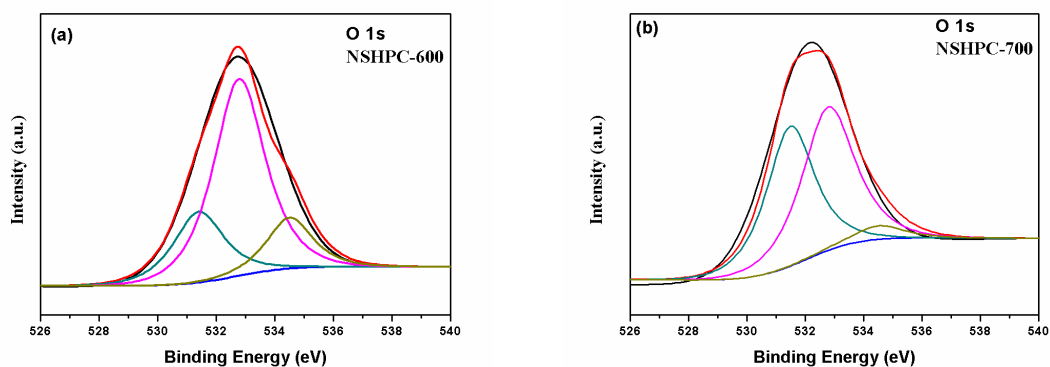 (a)
O 1s
NSHPC-600
Intensity (a.u.)
526 528 530 532 534 536 538 540
Binding Energy (eV)
(b)
O 1s
NSHPC-700
Intensity (a.u.)
526 528 530 532 534 536 538 540
Binding Energy (eV)